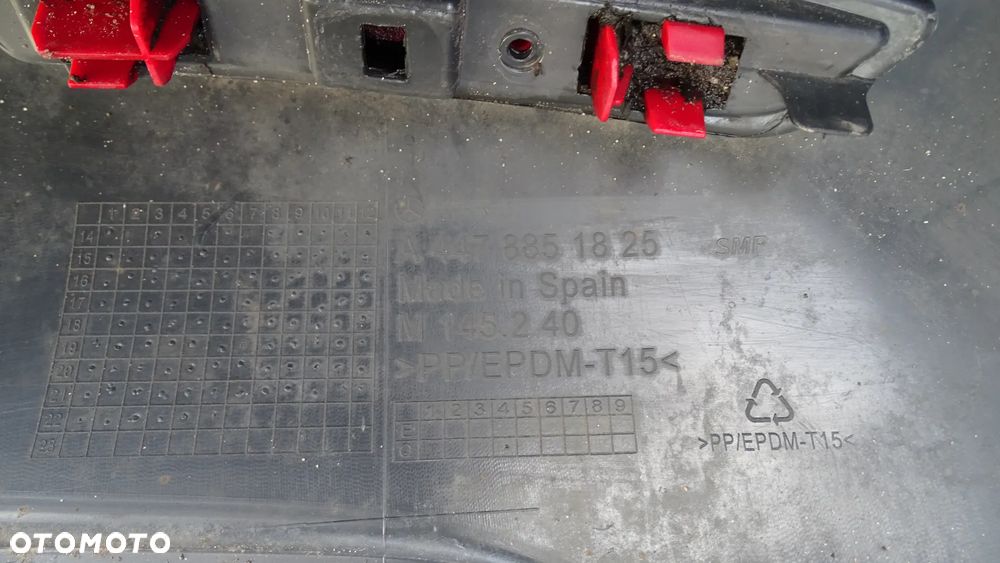 1 2 3 4 5 6 7 8 9 10 11 12
14
15
16
17
18
19
20
21
22
23
A 447 885 18 25
SMP
Made in Spain
M 145.2 40
>PP/EPDM-T15<
1 2 3 4 5 6 7 8 9
>PP/EPDM-T15<
OTOMOTO